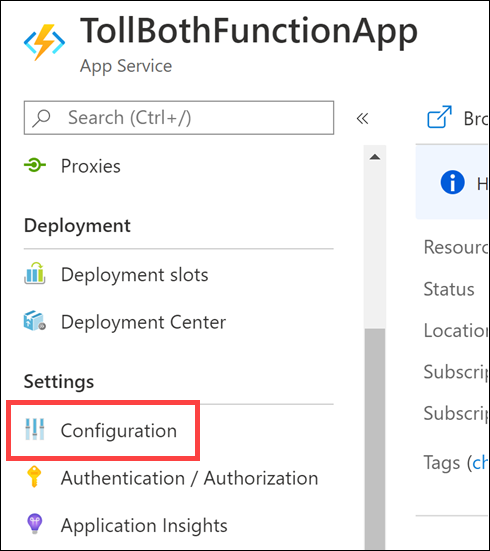 TollBothFunctionApp
App Service
Search (Ctrl+/)
«
Bro
Proxies
H
Deployment
Resourc
Deployment slots
Status
Deployment Center
Location
Subscrip
Settings
Subscrip
Configuration
Tags (ch
Authentication / Authorization
Application Insights